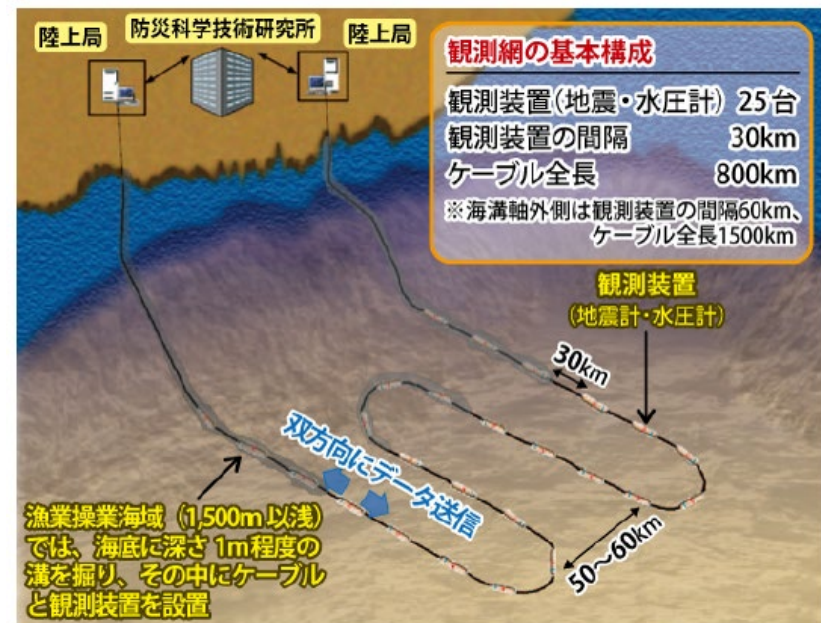 陸上局
防災科学技術研究所
陸上局
観測網の基本構成
観測装置(地震・水圧計) 25台
観測装置の間隔 30km
ケーブル全長 800km
※海溝軸外側は観測装置の間隔60km、
ケーブル全長1500km
観測装置
(地震計・水圧計)
30km
双方向にデータ送信
50~60km
漁業操業海域(1,500m以浅)
では、海底に深さ1m程度の
溝を掘り、その中にケーブル
と観測装置を設置